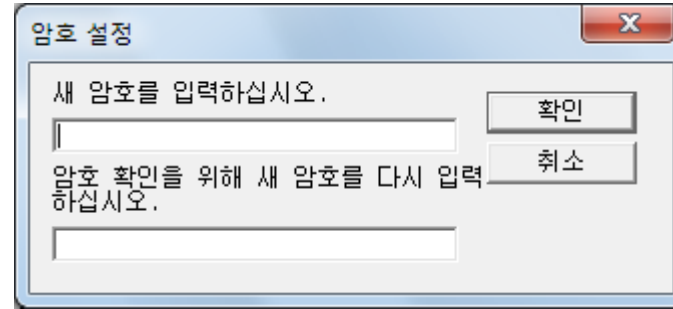 암호 설정
새 암호를 입력하십시오.
확인
취소
암호 확인을 위해 새 암호를 다시 입력
하십시오.